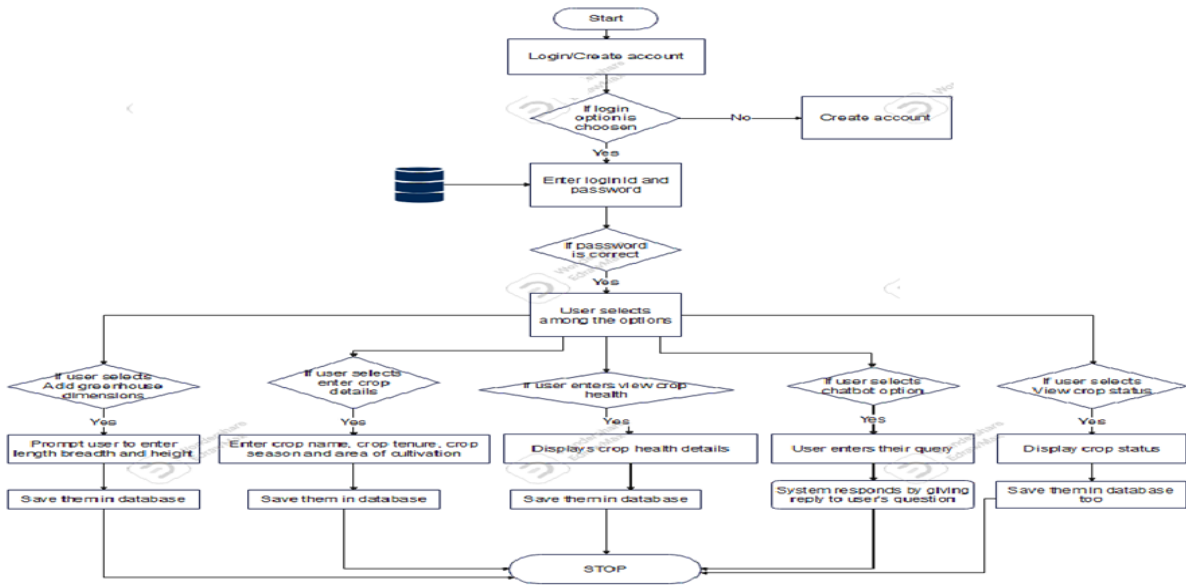 Start
Login/Create account
If login
option is
choosen
No
Create account
Yes
Enter login id and
password
If password
is correct
Yes
User selects
among the options
If user selects
Add greenhouse
dimensions
If user selects
enter crop
details
If user enters view crop
health
If user selects
chatbot option
If user selects
View crop status
Yes
Yes
Yes
Yes
Yes
Prompt user to enter
length breadth and height
Enter crop name, crop tenure, crop
season and area of cultivation
Displays crop health details
User enters their query
Display crop status
Save them in database
Save them in database
Save them in database
System responds by giving
reply to user's question
Save them in database
too
STOP